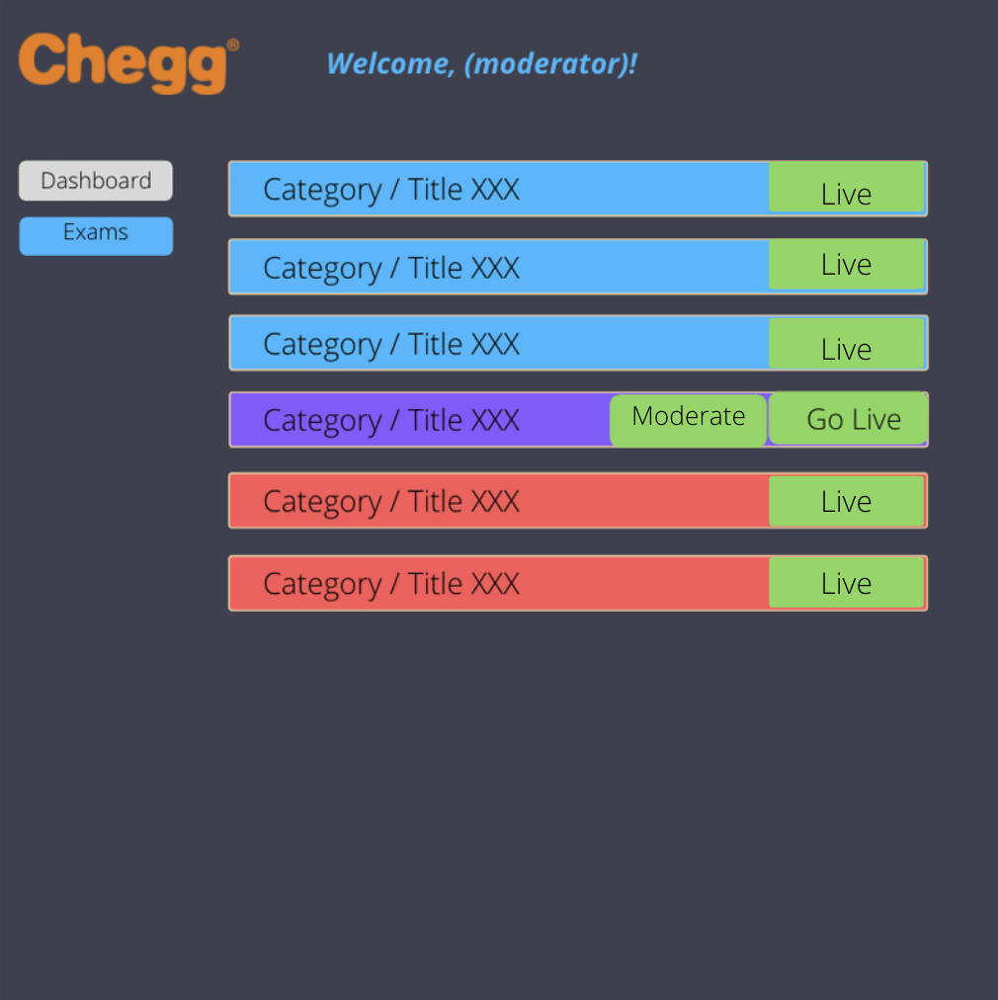 Chegg®
Welcome, (moderator)!
Dashboard
Exams
Category / Title XXX Live
Category / Title XXX Live
Category / Title XXX Live
Category / Title XXX Moderate Go Live
Category / Title XXX Live
Category / Title XXX Live